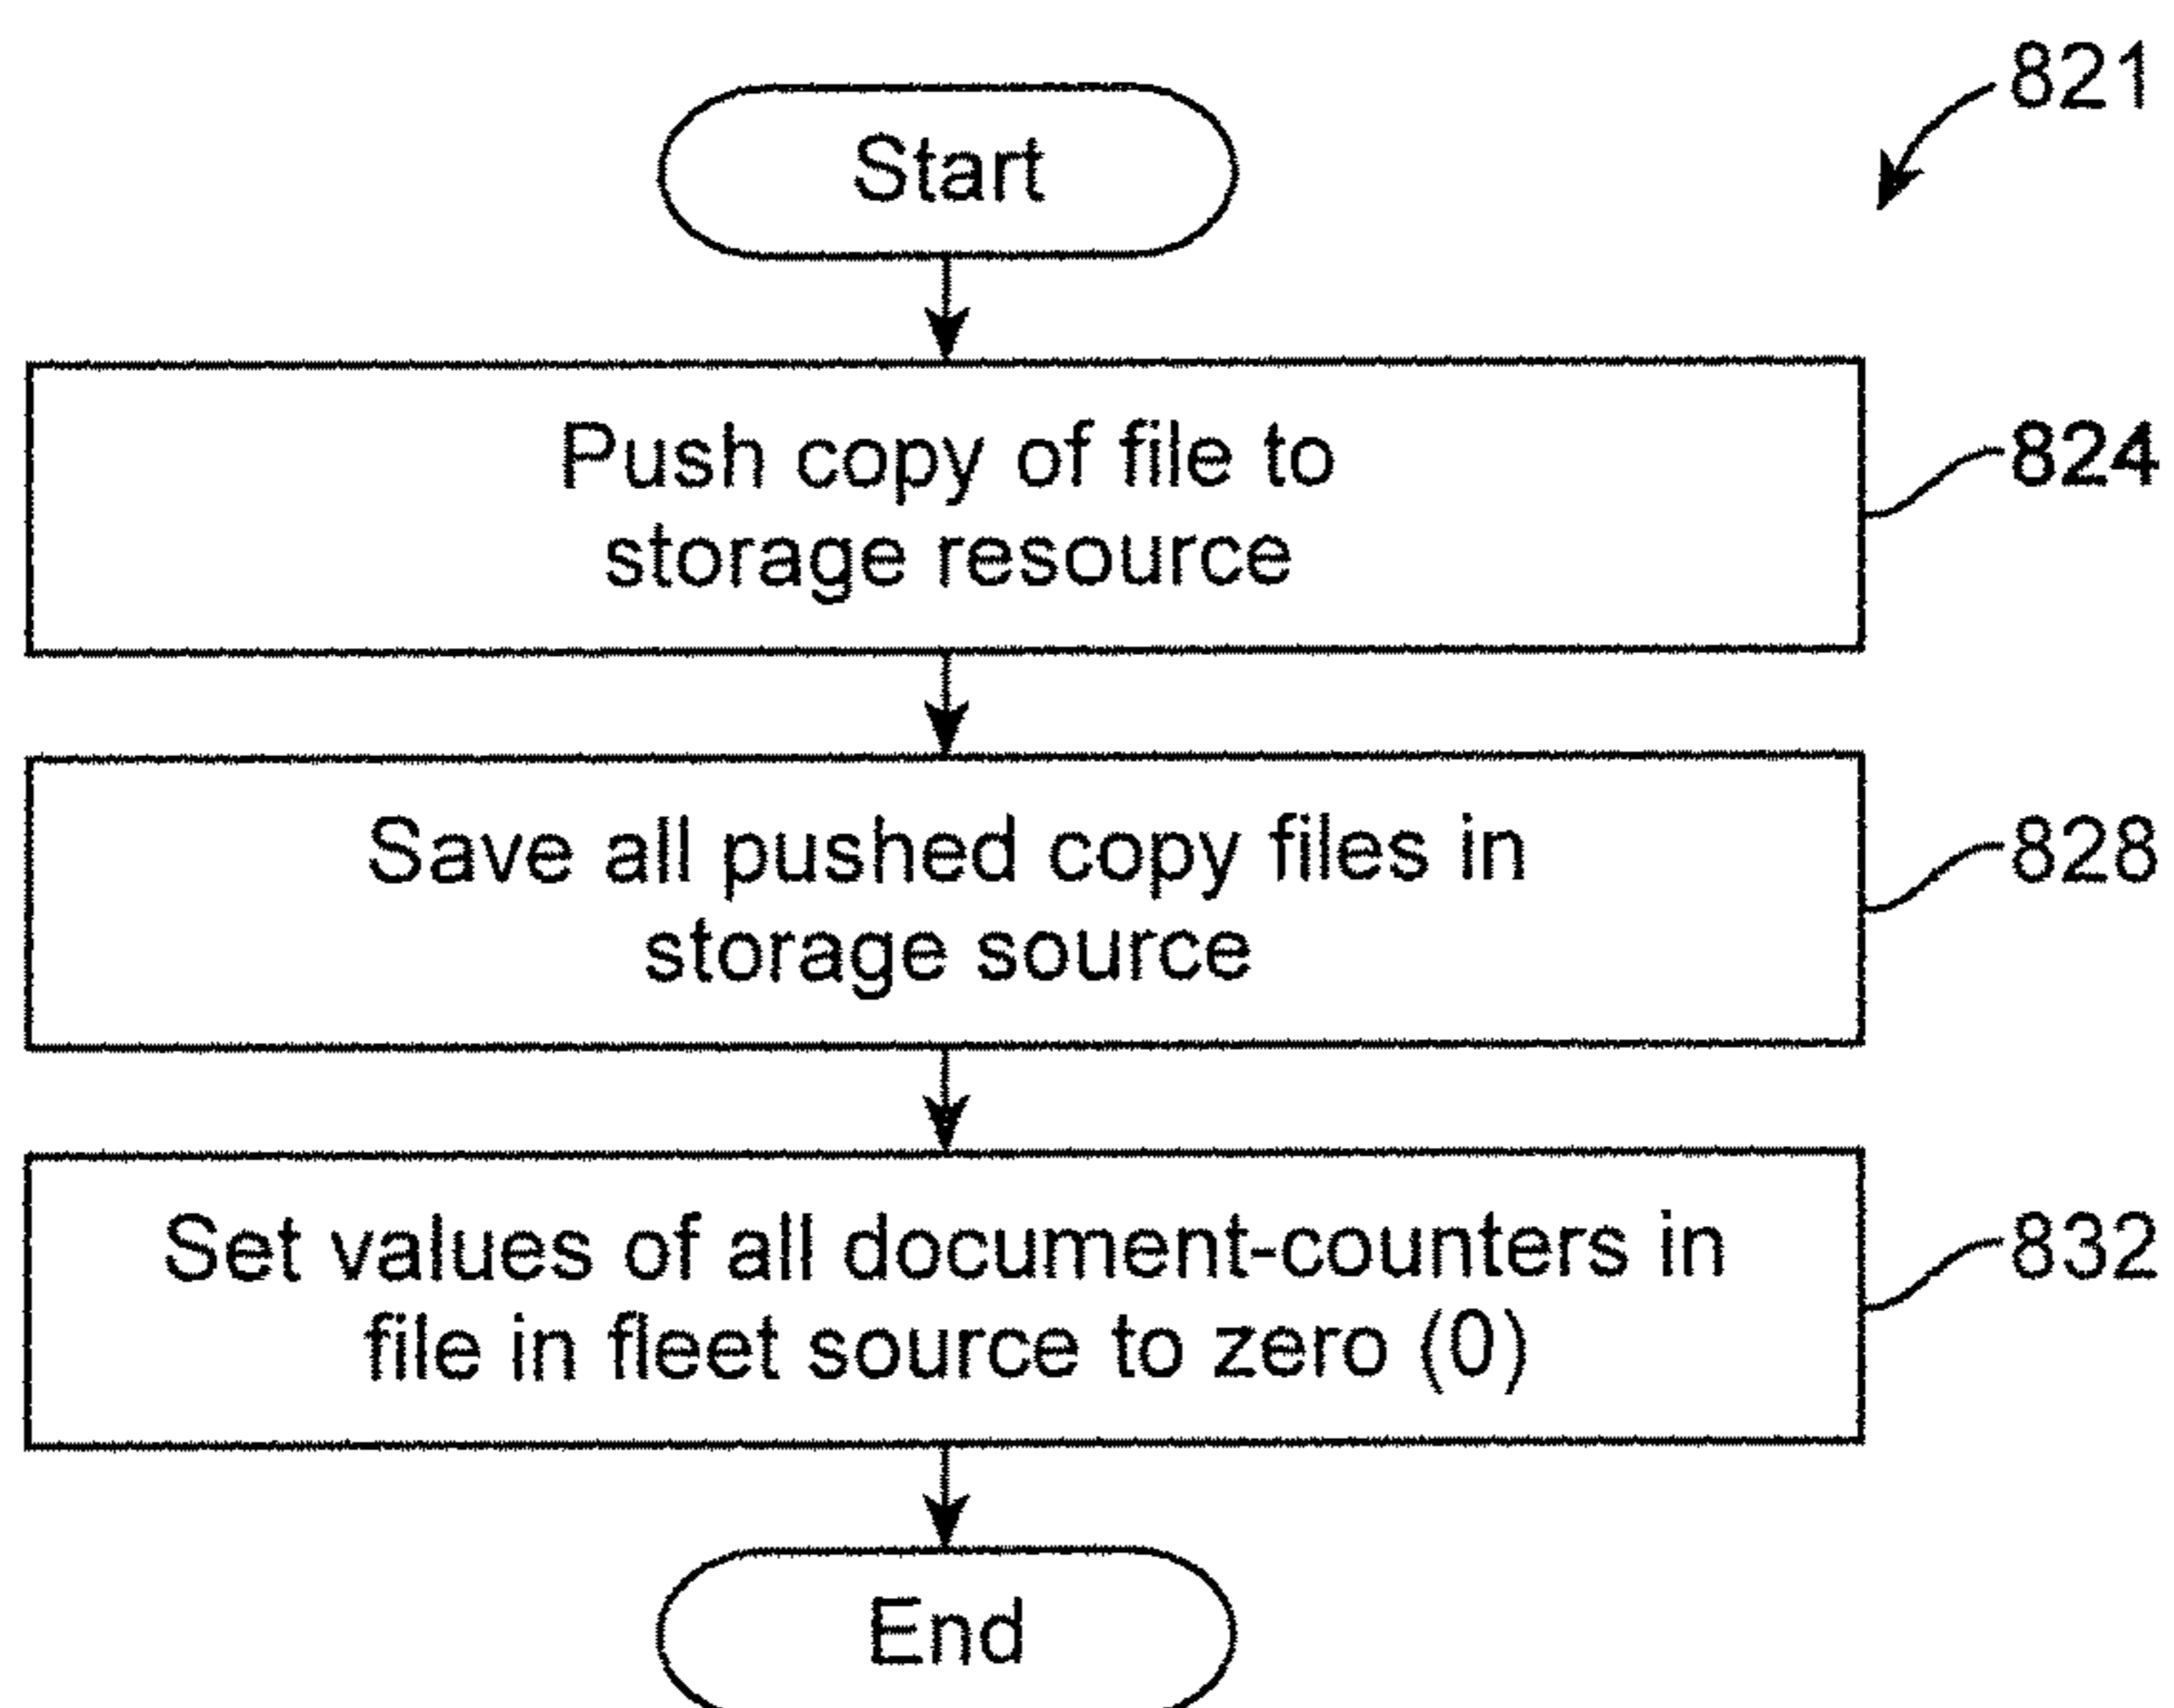 821
Start
Push copy of file to
storage resource
824
Save all pushed copy files in
storage source
828
Set values of all document-counters in
file in fleet source to zero (0)
832
End